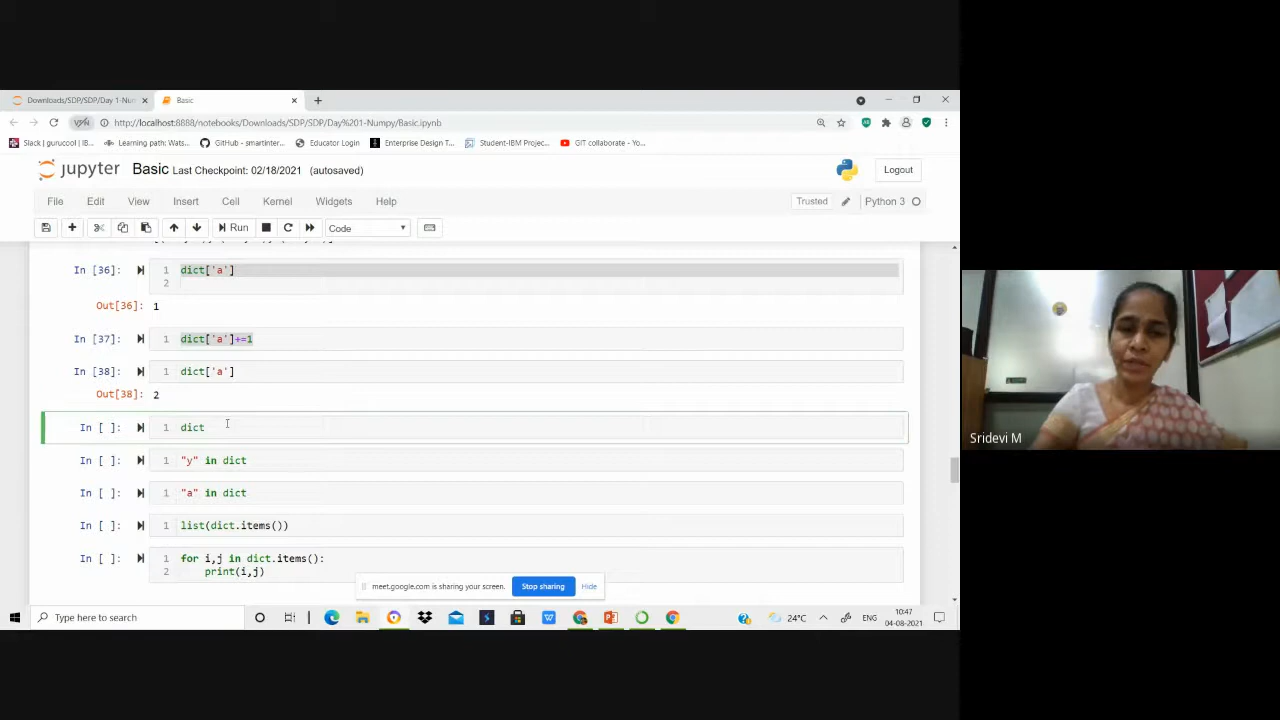 Downloads/SDP/SDP/Day 1-Num
Basic
http://localhost:8888/notebooks/Downloads/SDP/SDP/Day%201-Numpy/Basic.ipynb
Slack | gurucool | IB...
Learning path: Wats...
GitHub - smartinter...
Educator Login
Enterprise Design T...
Student-IBM Projec...
GIT collaborate - Yo...
jupyter Basic Last Checkpoint: 02/18/2021 (autosaved)
Logout
File Edit View Insert Cell Kernel Widgets Help
Trusted
Python 3
Run
Code
In [36]: 1 dict['a']
2
Out[36]: 1
In [37]: 1 dict['a']+=1
In [38]: 1 dict['a']
Out[38]: 2
In [ ]: 1 dict
In [ ]: 1 "y" in dict
In [ ]: 1 "a" in dict
In [ ]: 1 list(dict.items())
In [ ]: 1 for i,j in dict.items():
2 print(i,j)
meet.google.com is sharing your screen. Stop sharing Hide
Type here to search
24°C
ENG
10:47
04-08-2021
Sridevi M